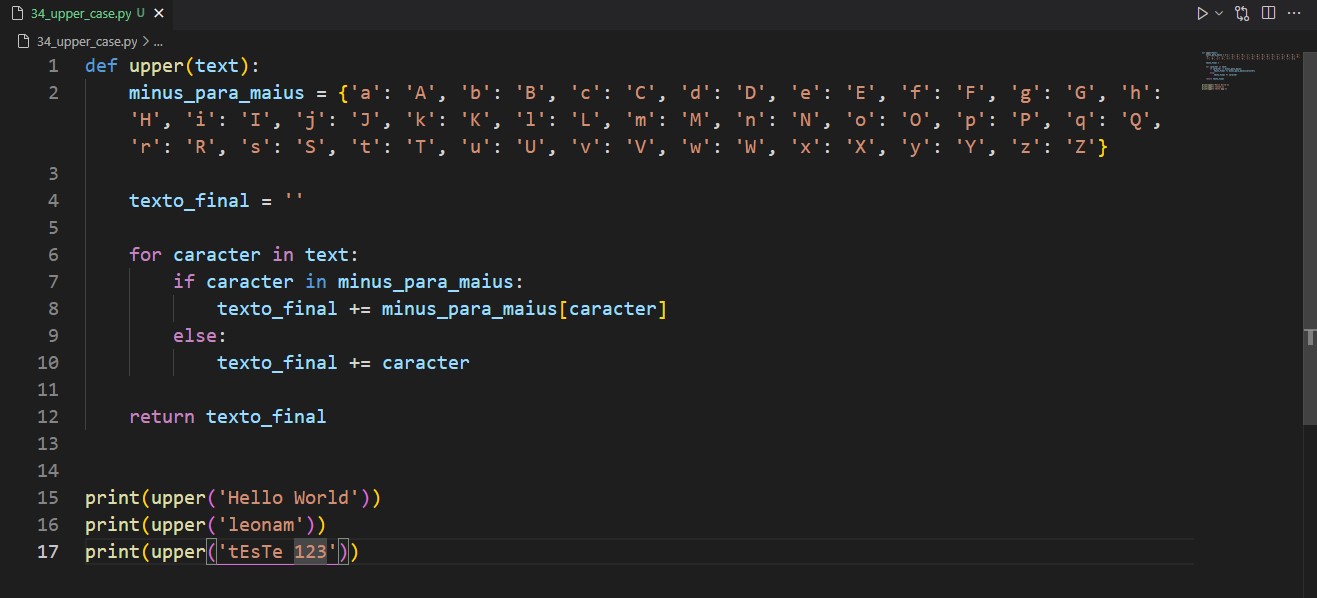 34_upper_case.py U
34_upper_case.py > ...
1 def upper(text):
2     minus_para_maius = {'a': 'A', 'b': 'B', 'c': 'C', 'd': 'D', 'e': 'E', 'f': 'F', 'g': 'G', 'h':
    'H', 'i': 'I', 'j': 'J', 'k': 'K', 'l': 'L', 'm': 'M', 'n': 'N', 'o': 'O', 'p': 'P', 'q': 'Q',
    'r': 'R', 's': 'S', 't': 'T', 'u': 'U', 'v': 'V', 'w': 'W', 'x': 'X', 'y': 'Y', 'z': 'Z'}
3
4     texto_final = ''
5
6     for caracter in text:
7         if caracter in minus_para_maius:
8             texto_final += minus_para_maius[caracter]
9         else:
10             texto_final += caracter
11
12     return texto_final
13
14
15 print(upper('Hello World'))
16 print(upper('leonam'))
17 print(upper('tEsTe 123'))